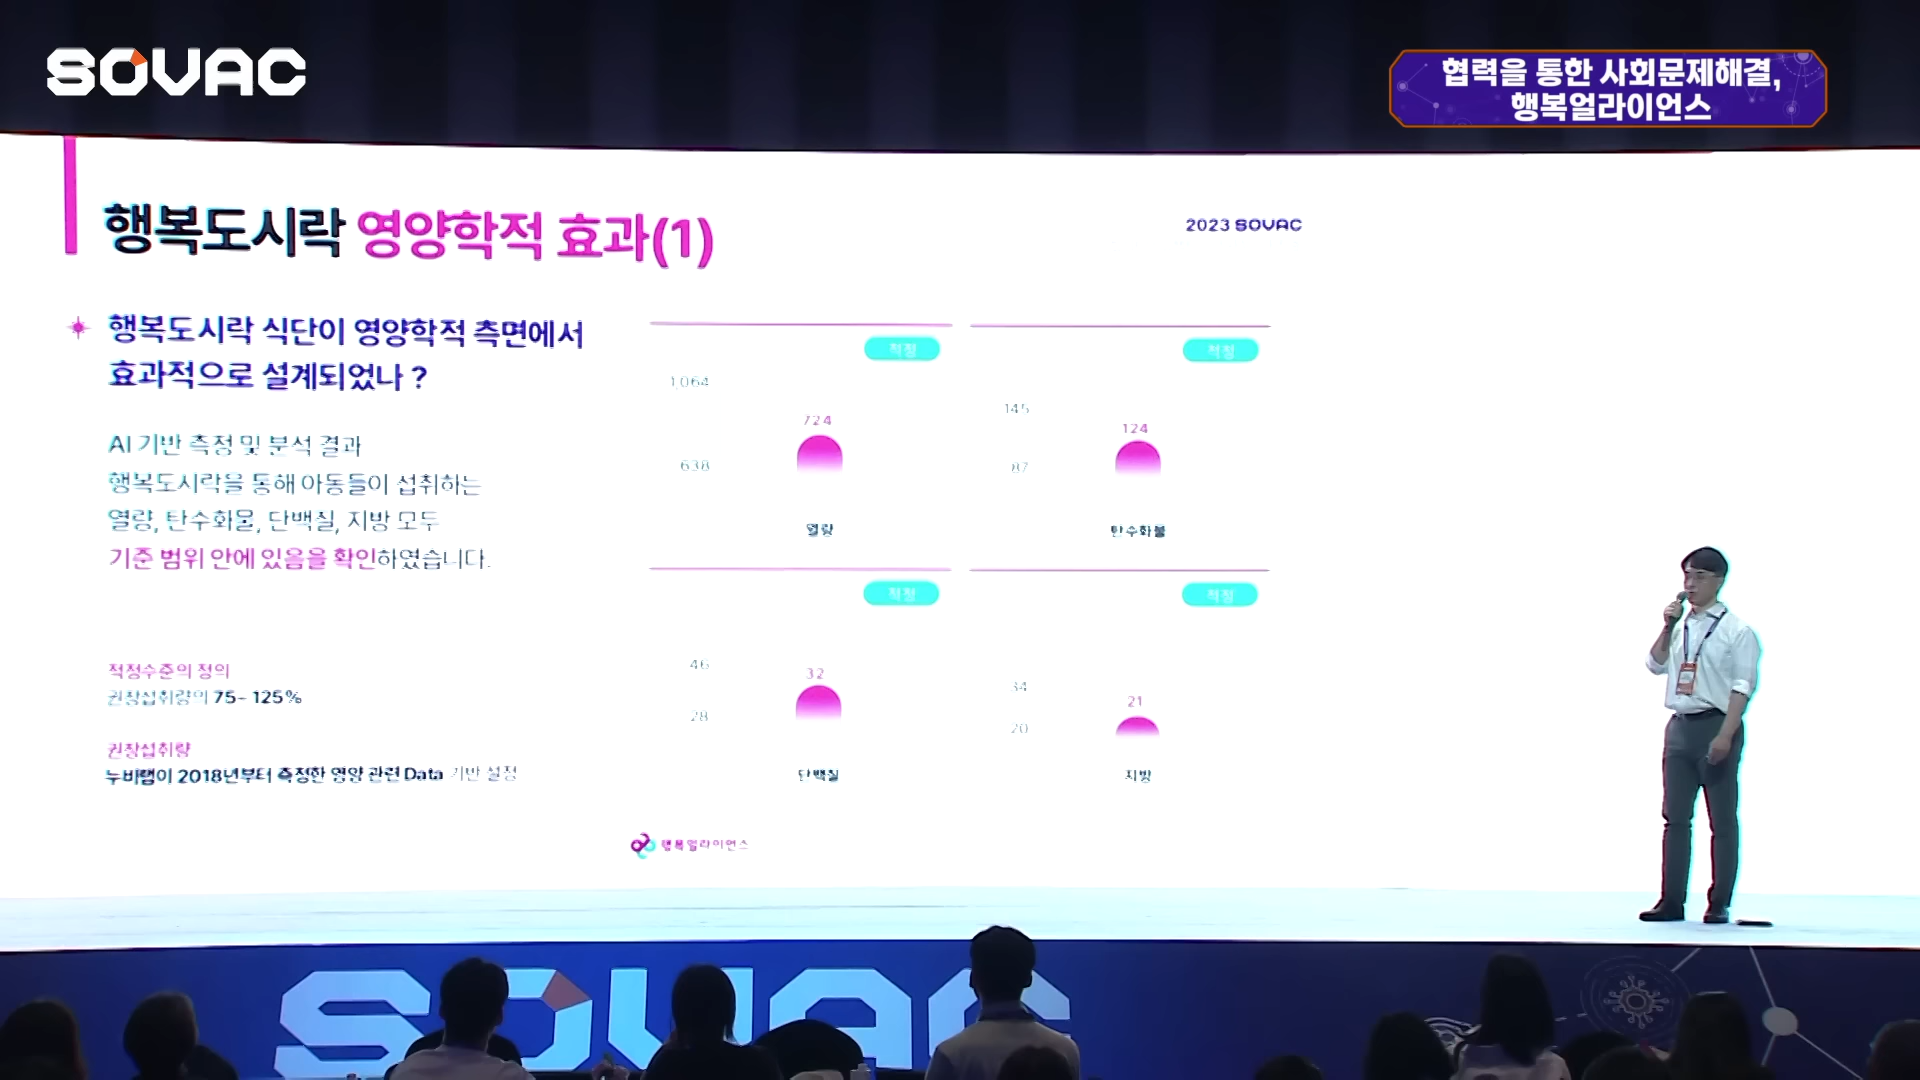 SOVAC
협력을 통한 사회문제해결,
행복얼라이언스
행복도시락 영양학적 효과(1)
2023 SOVAC
행복도시락 식단이 영양학적 측면에서
효과적으로 설계되었나 ?
AI 기반 측정 및 분석 결과
행복도시락을 통해 아동들이 섭취하는
열량, 탄수화물, 단백질, 지방 모두
기준 범위 안에 있음을 확인하였습니다.
적정수준의 정의
권장섭취량의 75~125%
권장섭취량
누비랩이 2018년부터 측정한 영양 관련 Data 기반 설정
적정
1,064
724
638
열량
적정
145
124
87
탄수화물
적정
46
32
28
단백질
적정
34
21
20
지방
행복얼라이언스
SOVAC